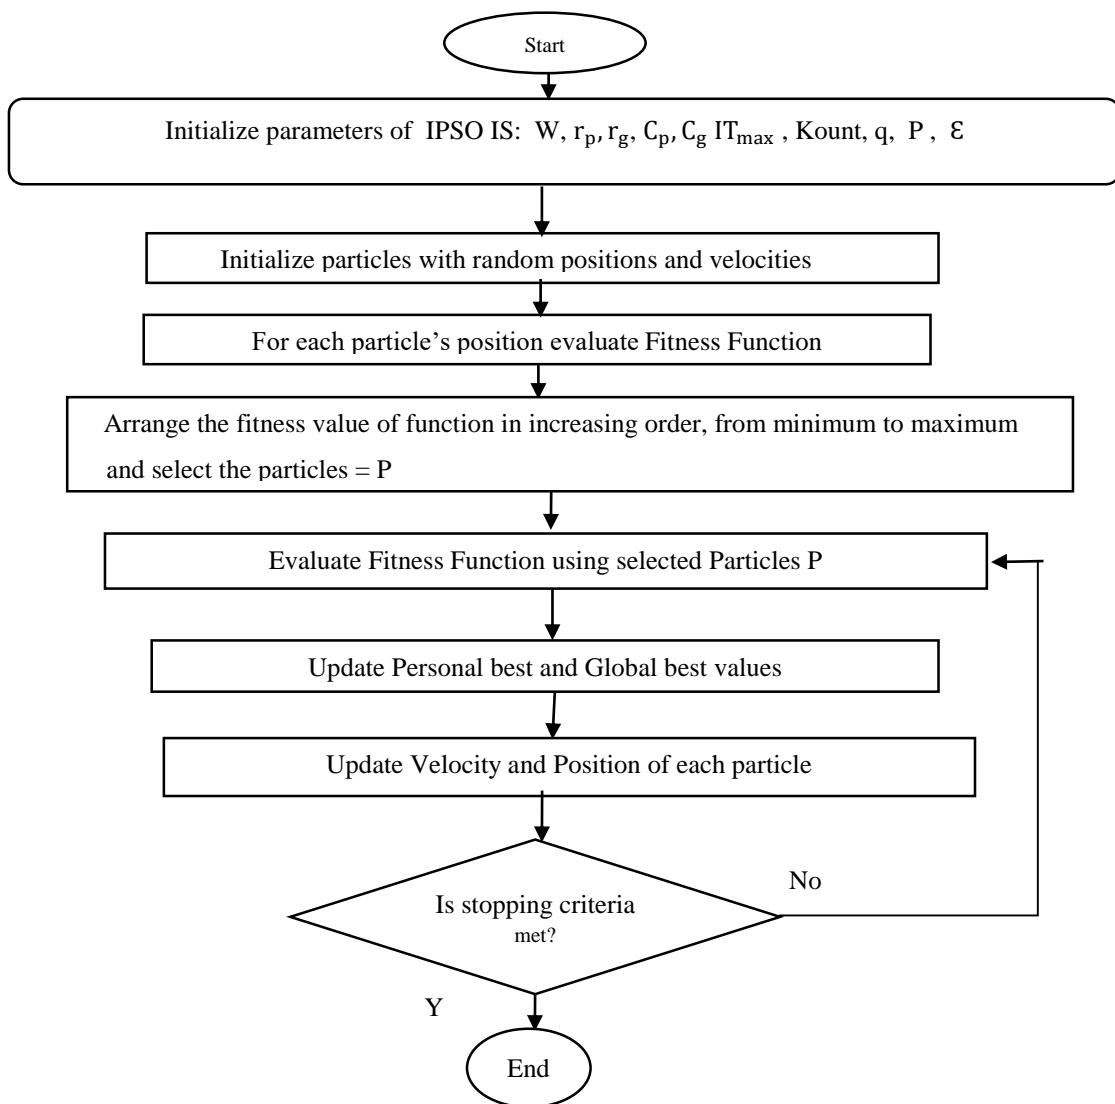 Start
Initialize parameters of IPSO IS: W, rₚ, r_g, Cₚ, C_g IT_max , Kount, q, P , Ɛ
Initialize particles with random positions and velocities
For each particle’s position evaluate Fitness Function
Arrange the fitness value of function in increasing order, from minimum to maximum
and select the particles = P
Evaluate Fitness Function using selected Particles P
Update Personal best and Global best values
Update Velocity and Position of each particle
No
Is stopping criteria
met?
Y
End